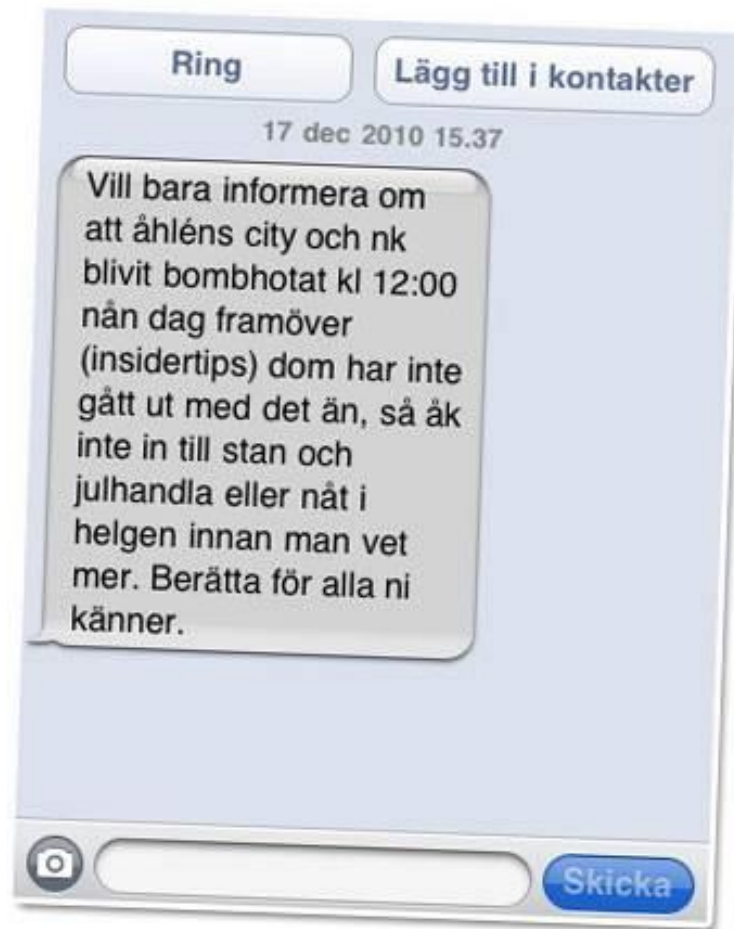 Ring
Lägg till i kontakter
17 dec 2010 15.37
Vill bara informera om
att åhléns city och nk
blivit bombhotat kl 12:00
nån dag framöver
(insidertips) dom har inte
gått ut med det än, så åk
inte in till stan och
julhandla eller nåt i
helgen innan man vet
mer. Berätta för alla ni
känner.
Skicka